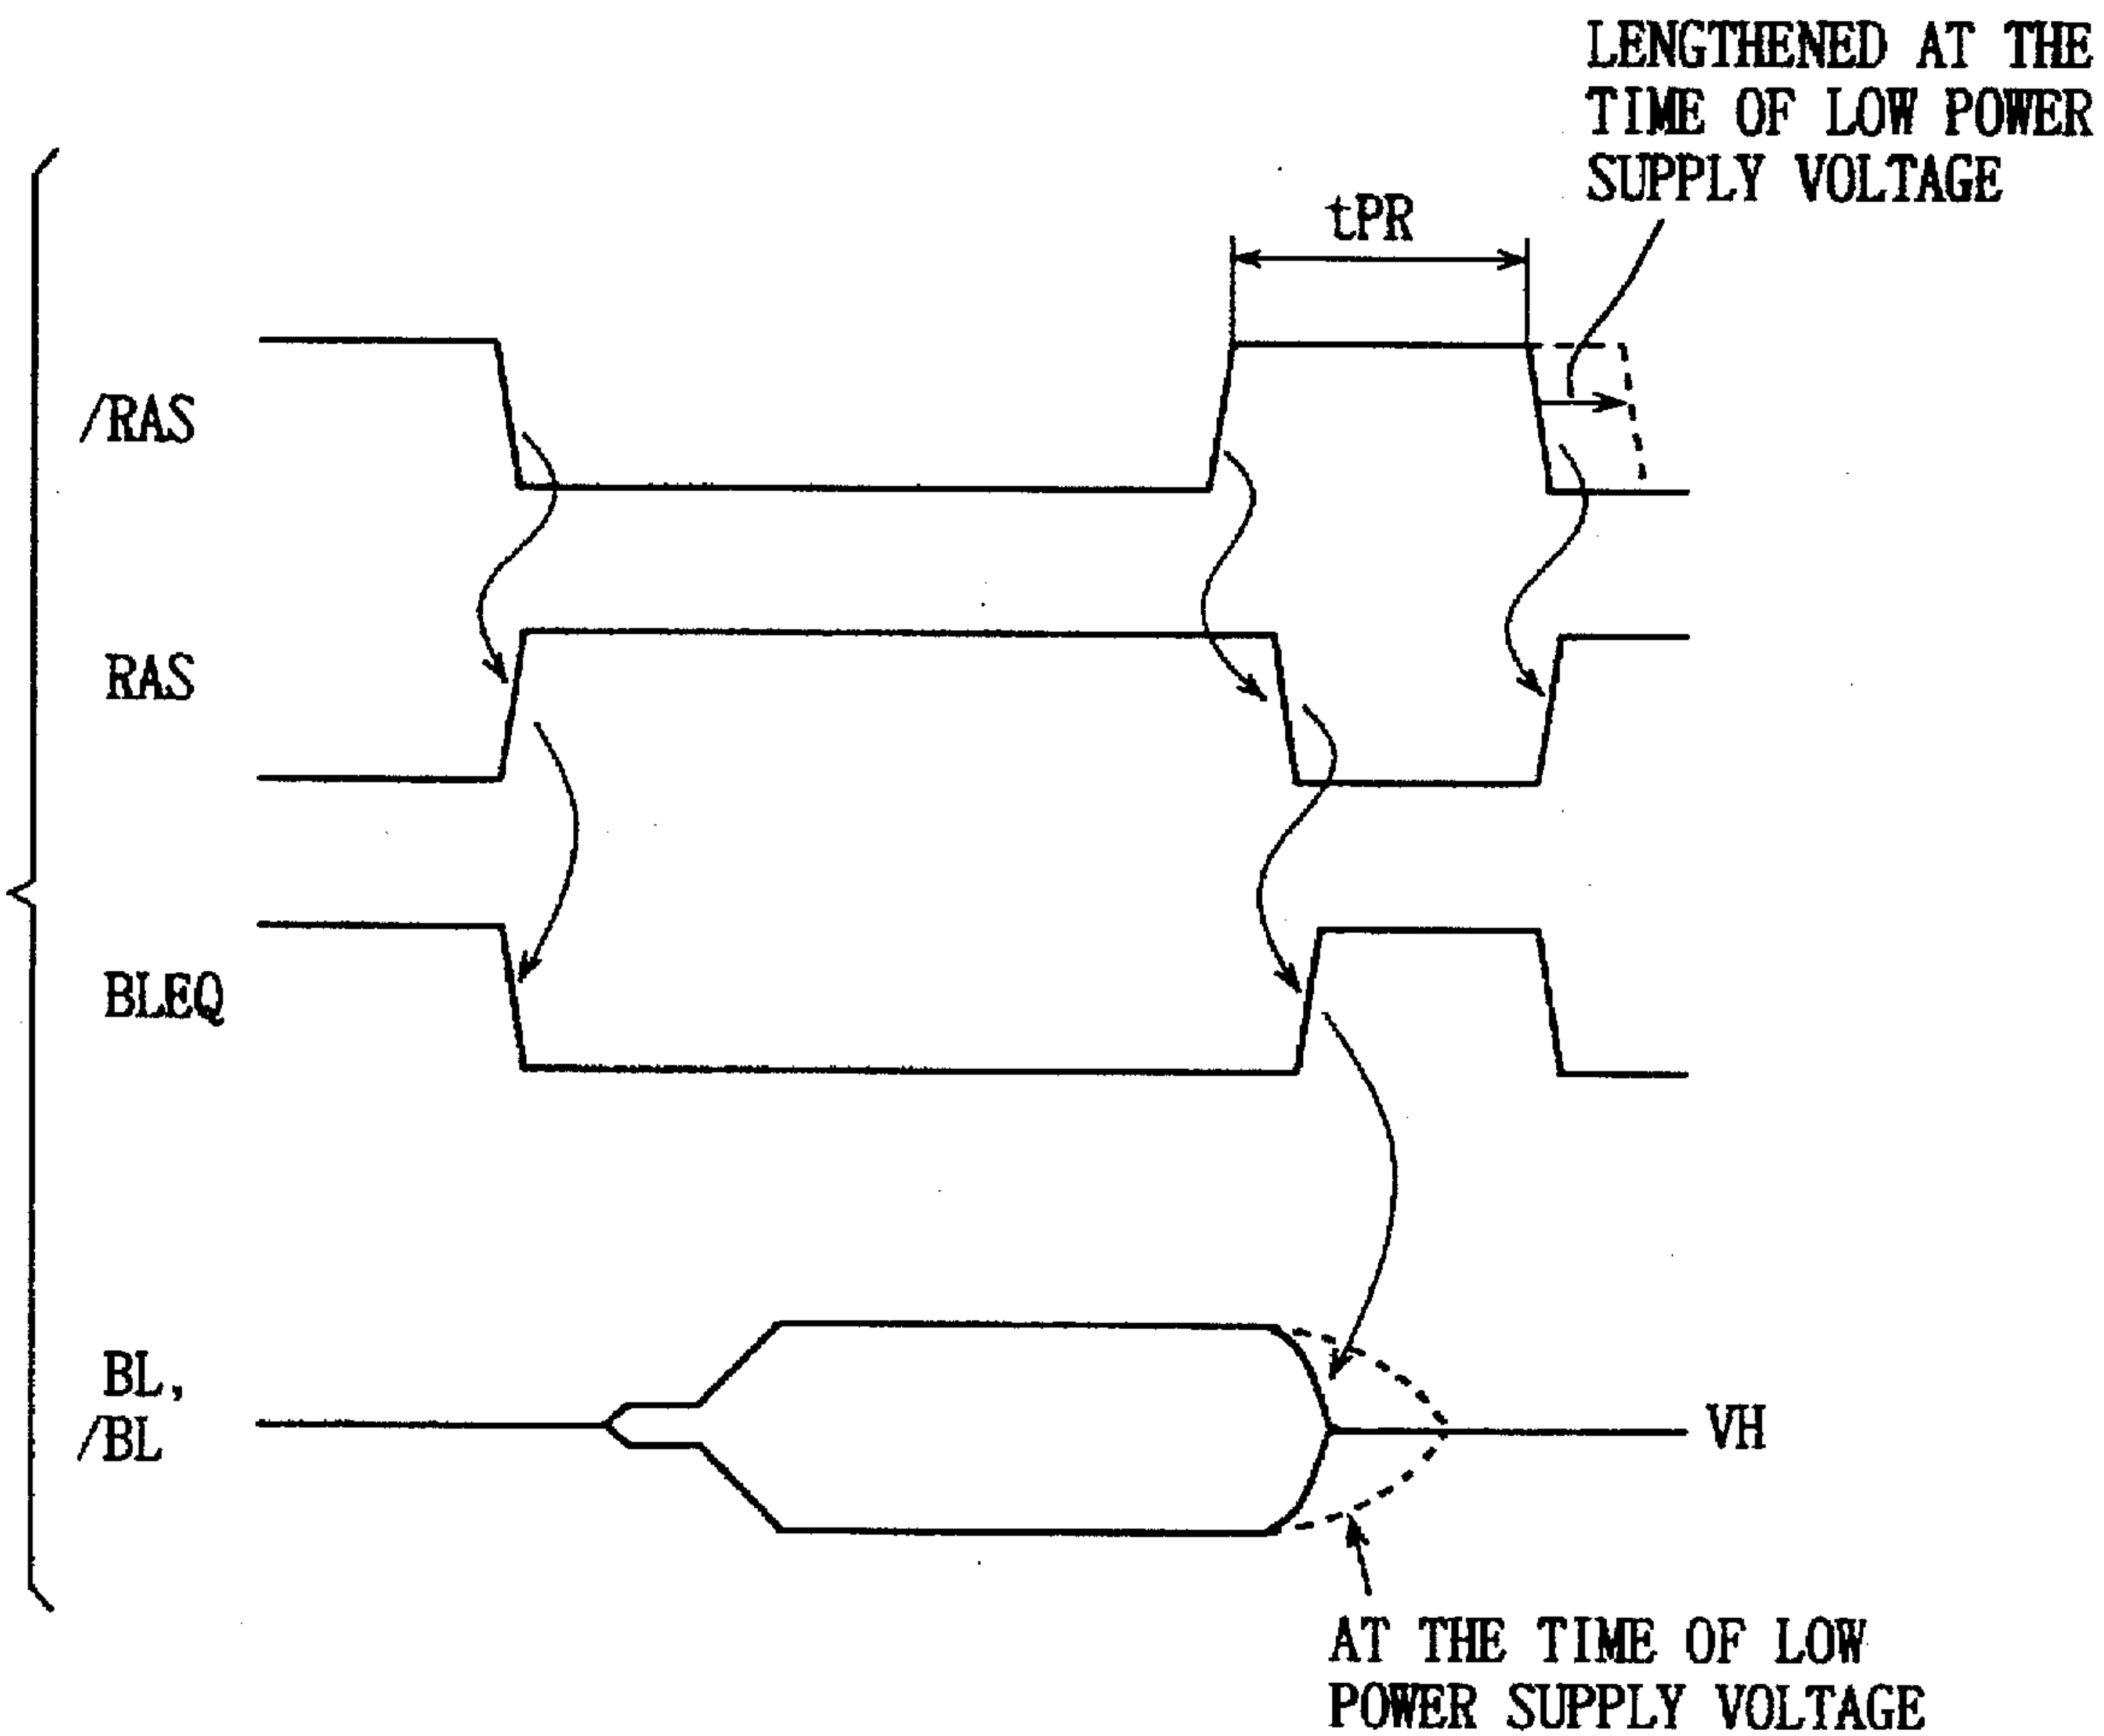 LENGTHENED AT THE
TIME OF LOW POWER
SUPPLY VOLTAGE
tPR
/RAS
RAS
BLEQ
BL,
/BL
VH
AT THE TIME OF LOW
POWER SUPPLY VOLTAGE